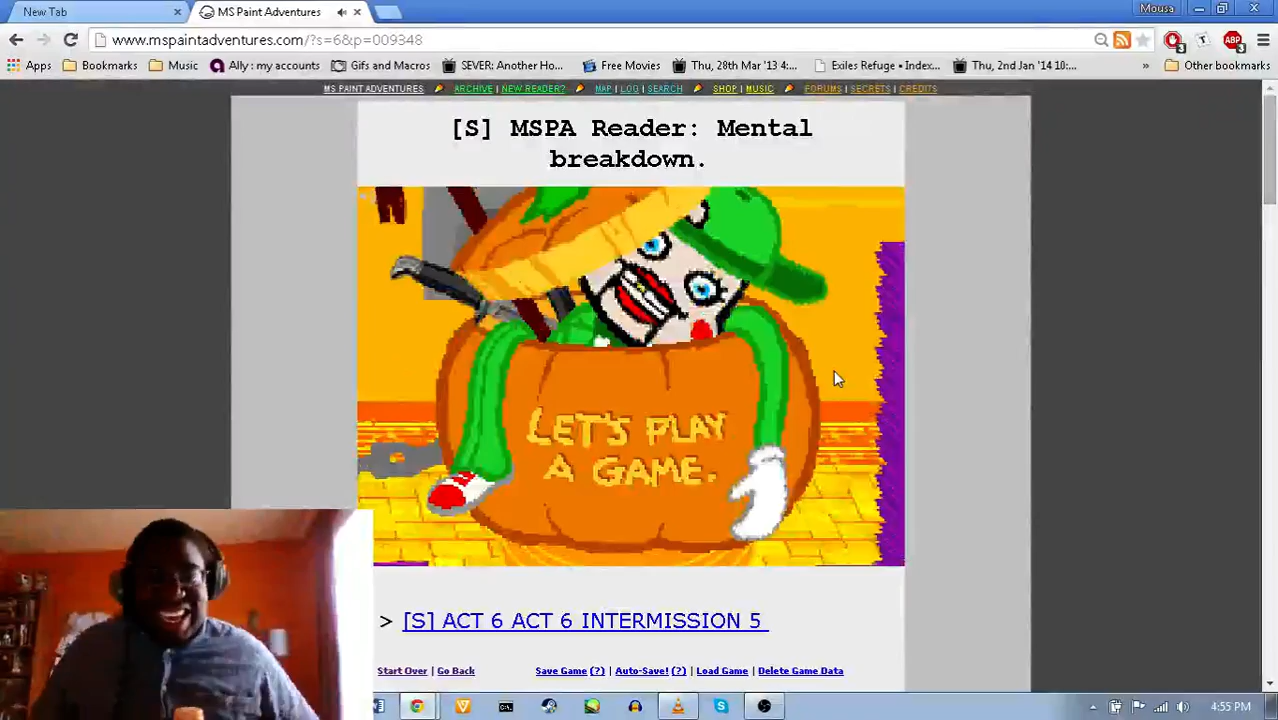 New Tab
MS Paint Adventures
Mousa
www.mspaintadventures.com/?s=6&p=009348
Apps
Bookmarks
Music
Ally : my accounts
Gifs and Macros
SEVER: Another Ho...
Free Movies
Thu, 28th Mar '13 4:...
Exiles Refuge • Index...
Thu, 2nd Jan '14 10:...
»
Other bookmarks
MS PAINT ADVENTURES ARCHIVE | NEW READER? MAP | LOG | SEARCH SHOP | MUSIC FORUMS | SECRETS | CREDITS
[S] MSPA Reader: Mental
breakdown.
LET'S PLAY
A GAME.
> [S] ACT 6 ACT 6 INTERMISSION 5
Start Over | Go Back
Save Game (?) | Auto-Save! (?) | Load Game | Delete Game Data
4:55 PM